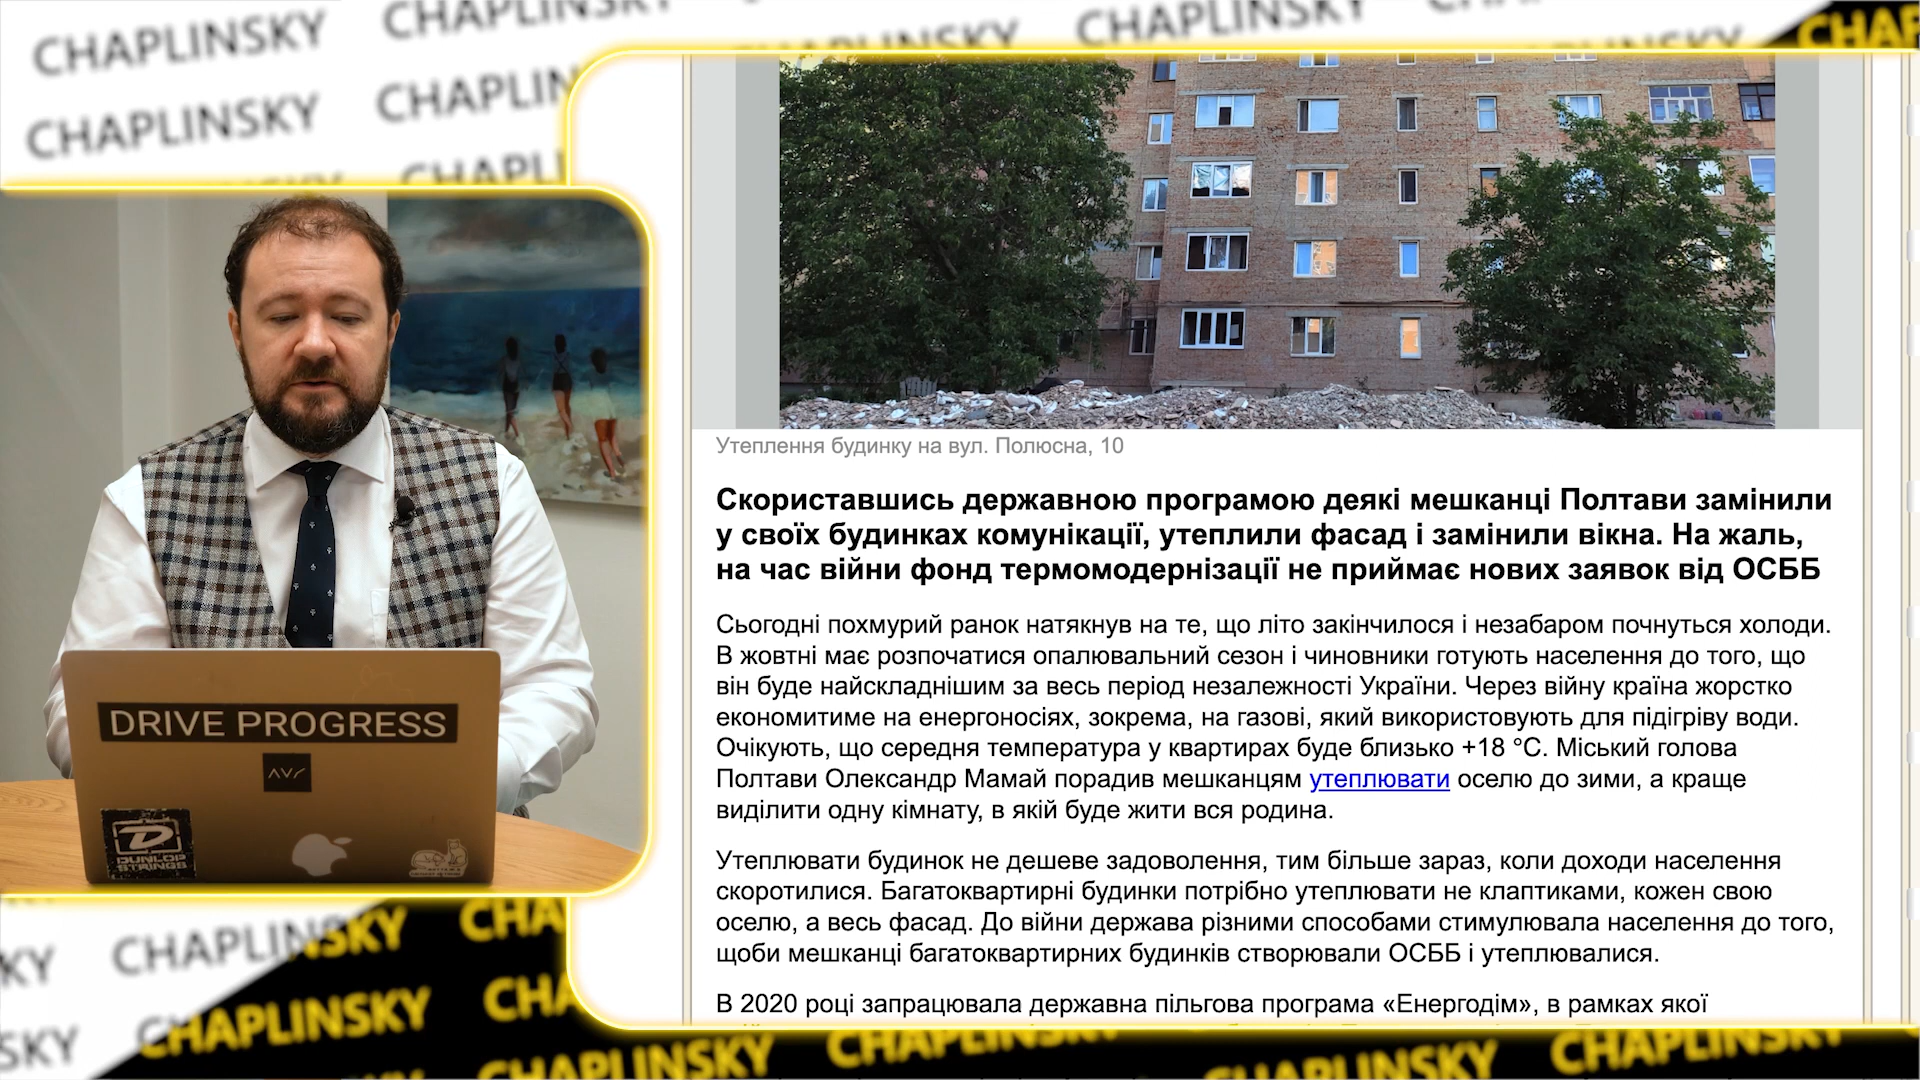 CHAPLINSKY
CHAPLINSKY
CHAPLINSKY
CHAPLINSKY
Утеплення будинку на вул. Полюсна, 10
Скориставшись державною програмою деякі мешканці Полтави замінили
у своїх будинках комунікації, утеплили фасад і замінили вікна. На жаль,
на час війни фонд термомодернізації не приймає нових заявок від ОСББ
Сьогодні похмурий ранок натякнув на те, що літо закінчилося і незабаром почнуться холоди.
В жовтні має розпочатися опалювальний сезон і чиновники готують населення до того, що
він буде найскладнішим за весь період незалежності України. Через війну країна жорстко
економитиме на енергоносіях, зокрема, на газові, який використовують для підігріву води.
Очікують, що середня температура у квартирах буде близько +18 °C. Міський голова
Полтави Олександр Мамай порадив мешканцям утеплювати оселю до зими, а краще
виділити одну кімнату, в якій буде жити вся родина.
Утеплювати будинок не дешеве задоволення, тим більше зараз, коли доходи населення
скоротилися. Багатоквартирні будинки потрібно утеплювати не клаптиками, кожен свою
оселю, а весь фасад. До війни держава різними способами стимулювала населення до того,
щоби мешканці багатоквартирних будинків створювали ОСББ і утеплювалися.
В 2020 році запрацювала державна пільгова програма «Енергодім», в рамках якої
DRIVE PROGRESS
DUNLOP
STRINGS
CHAPLINSKY
CHAPLINSKY
CHAPLINSKY
CHAPLINSKY
CHAPLINSKY
CHAPLINSKY